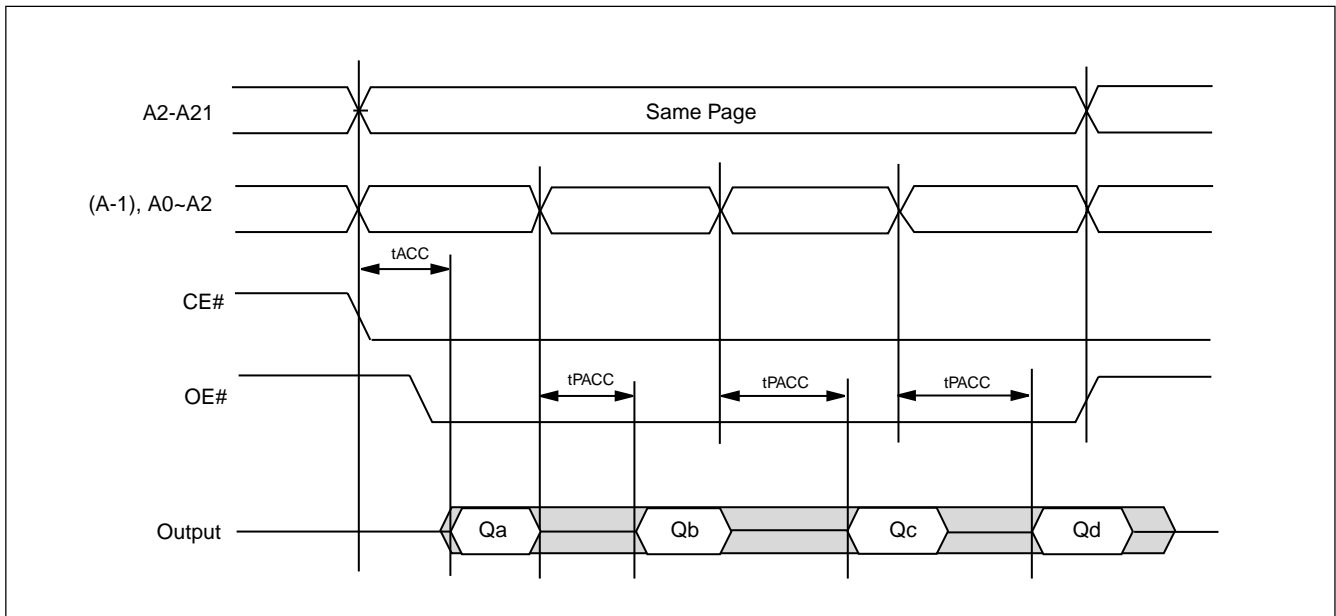 A2-A21
Same Page
(A-1), A0~A2
tACC
CE#
tPACC
tPACC
tPACC
OE#
Output
Qa
Qb
Qc
Qd